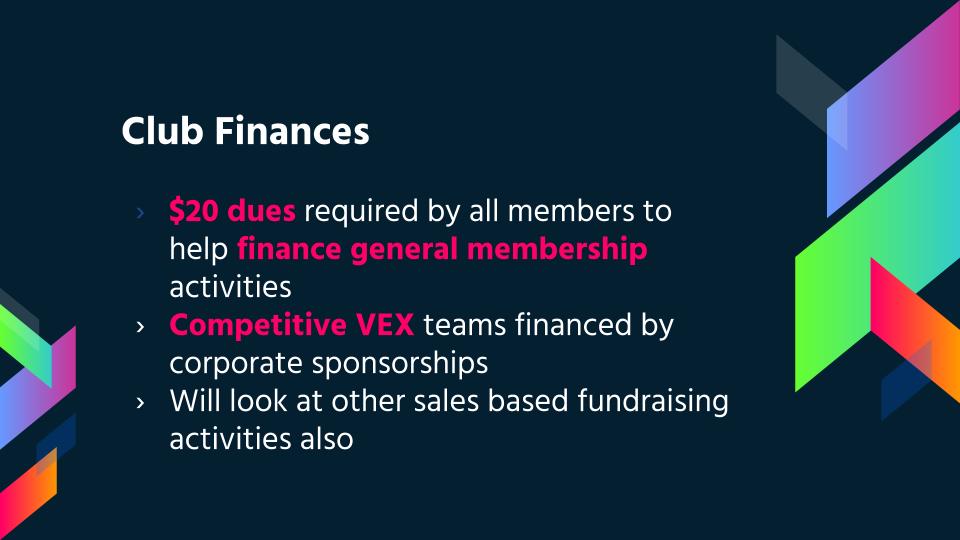 Club Finances
› $20 dues required by all members to
help finance general membership
activities
› Competitive VEX teams financed by
corporate sponsorships
› Will look at other sales based fundraising
activities also